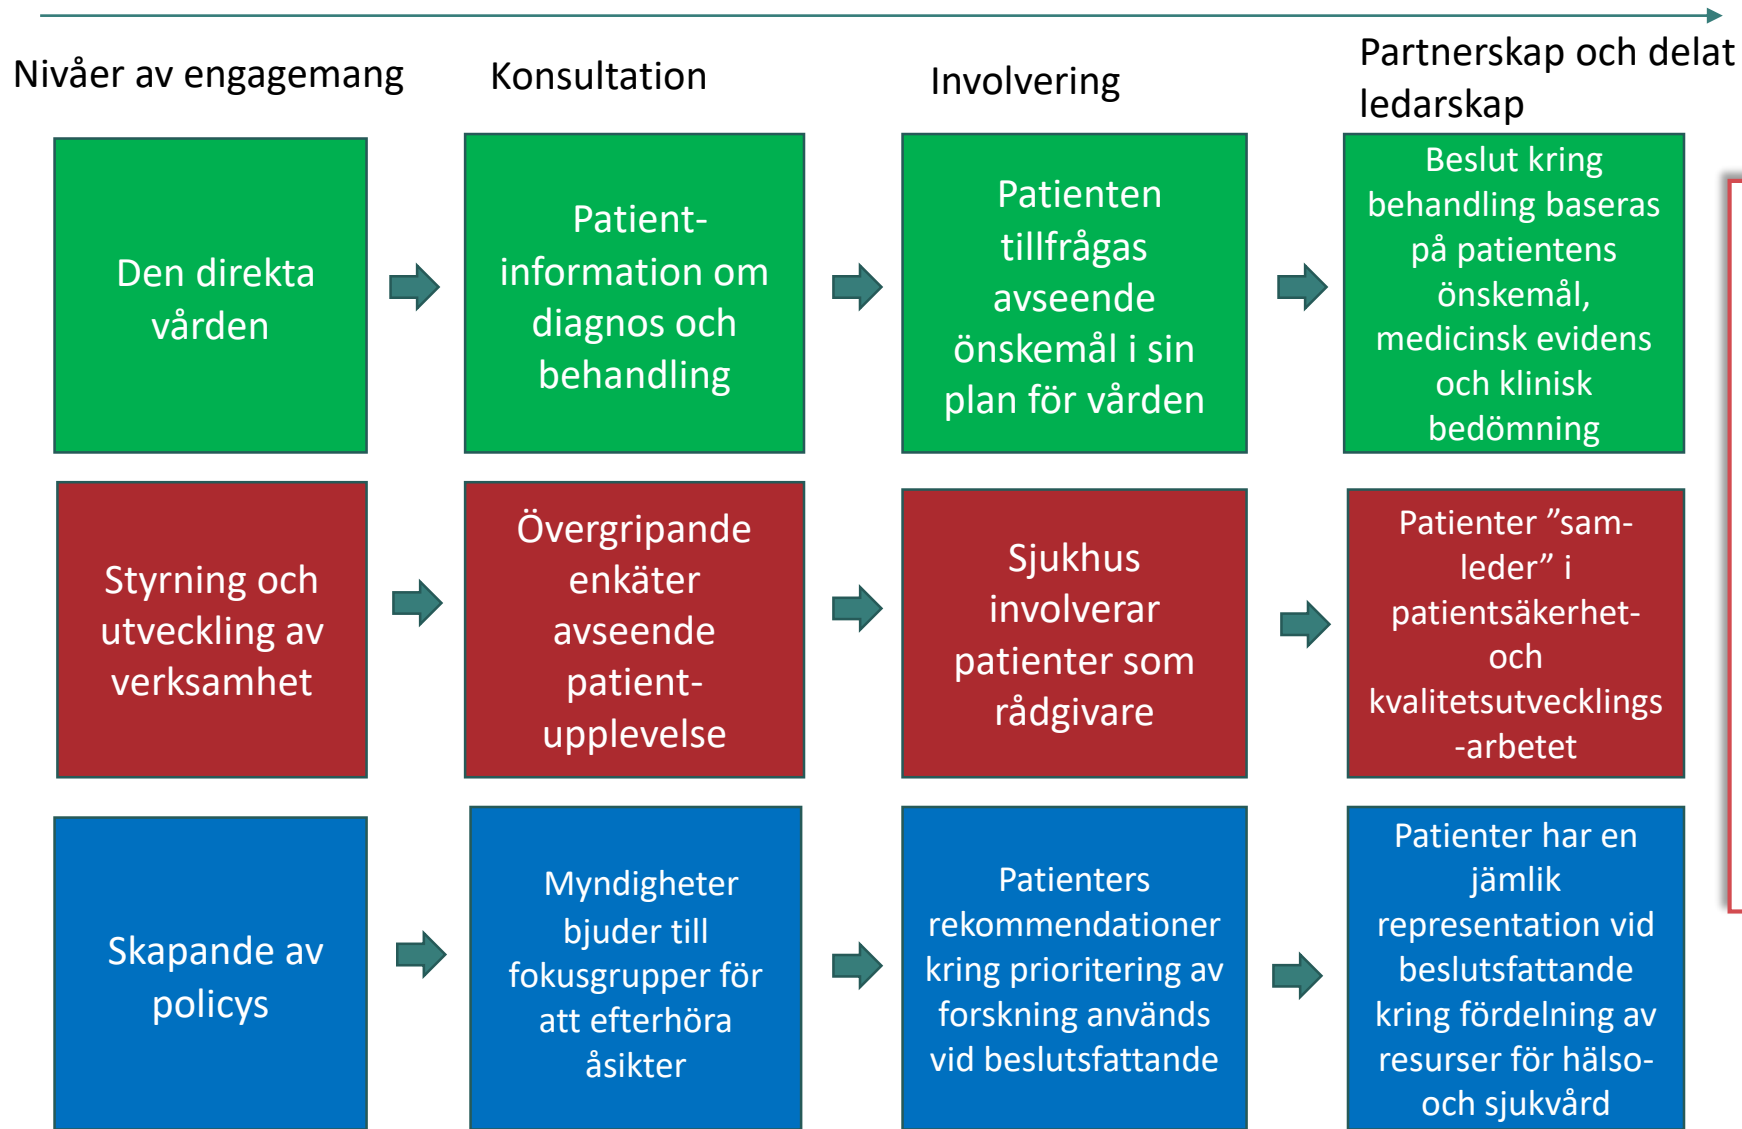 Nivåer av engagemang
Konsultation
Involvering
Partnerskap och delat
ledarskap
Den direkta
vården
Patient-
information om
diagnos och
behandling
Patienten
tillfrågas
avseende
önskemål i sin
plan för vården
Beslut kring
behandling baseras
på patientens
önskemål,
medicinsk evidens
och klinisk
bedömning
Styrning och
utveckling av
verksamhet
Övergripande
enkäter
avseende
patient-
upplevelse
Sjukhus
involverar
patienter som
rådgivare
Patienter ”sam-
leder” i
patientsäkerhet-
och
kvalitetsutvecklings
-arbetet
Skapande av
policys
Myndigheter
bjuder till
fokusgrupper för
att efterhöra
åsikter
Patienters
rekommendationer
kring prioritering av
forskning används
vid beslutsfattande
Patienter har en
jämlik
representation vid
beslutsfattande
kring fördelning av
resurser för hälso-
och sjukvård